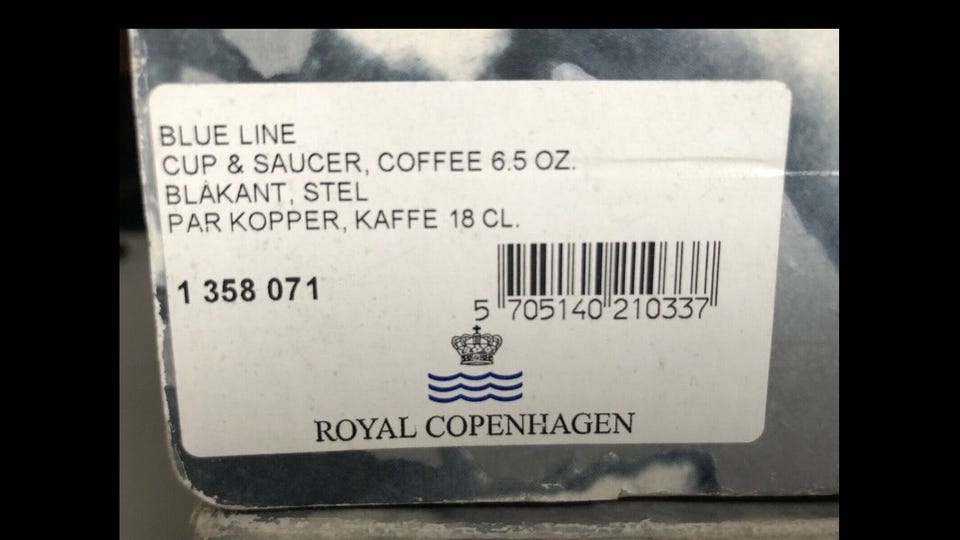 BLUE LINE
CUP & SAUCER, COFFEE 6.5 OZ.
BLÅKANT, STEL
PAR KOPPER, KAFFE 18 CL.
1 358 071
5 705140 210337
ROYAL COPENHAGEN